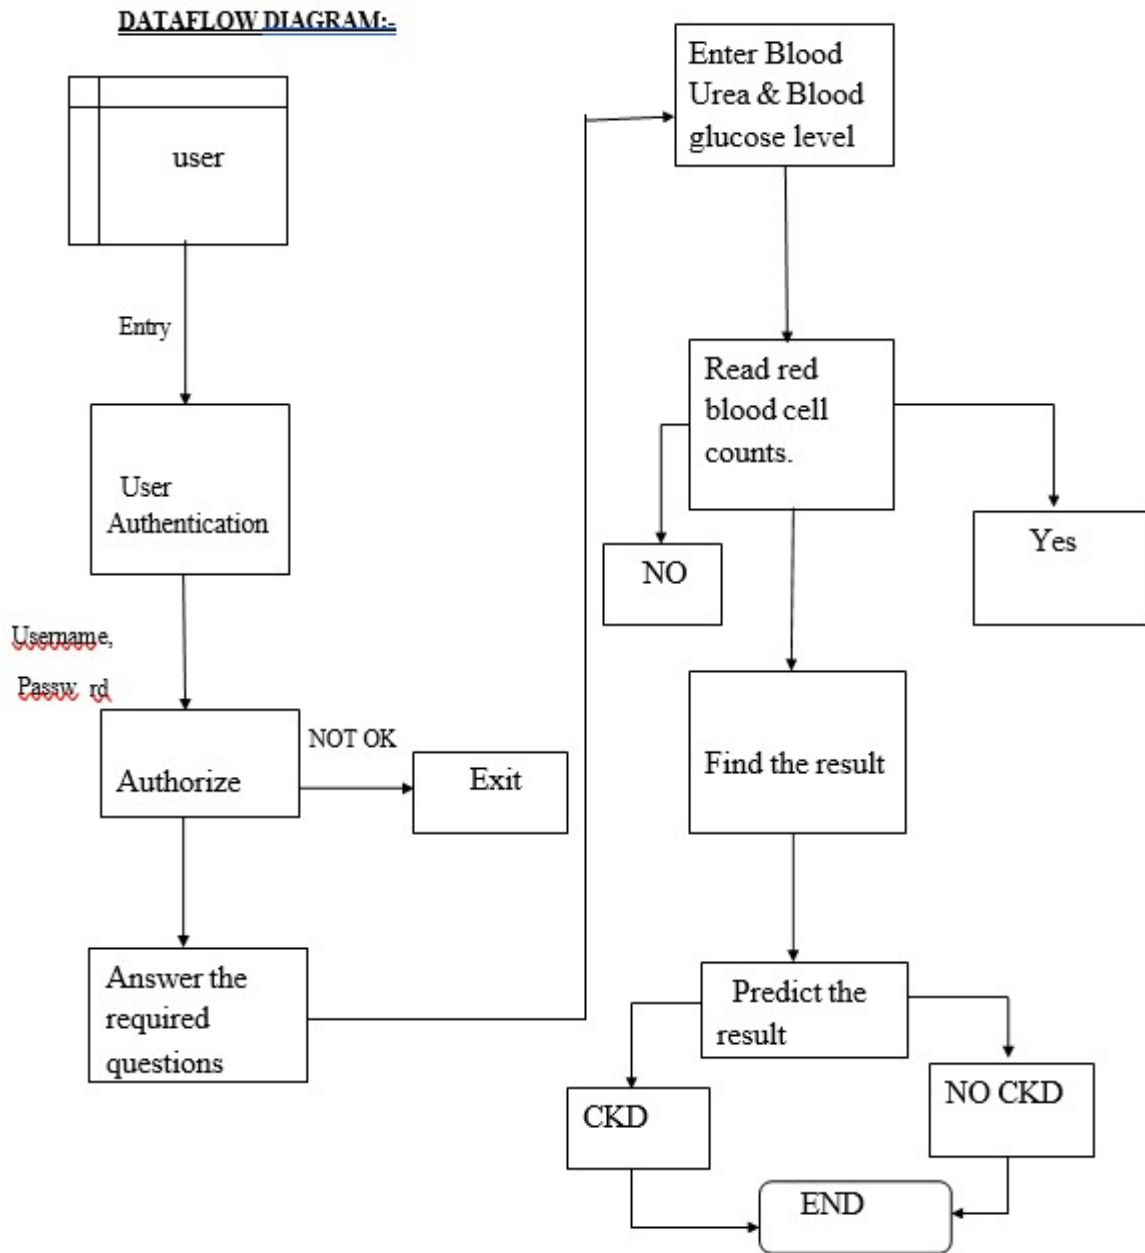 DATAFLOW DIAGRAM:-
user
Entry
User
Authentication
Username,
Passw rd
Authorize
NOT OK
Exit
Answer the
required
questions
Enter Blood
Urea & Blood
glucose level
Read red
blood cell
counts.
NO
Yes
Find the result
Predict the
result
CKD
NO CKD
END